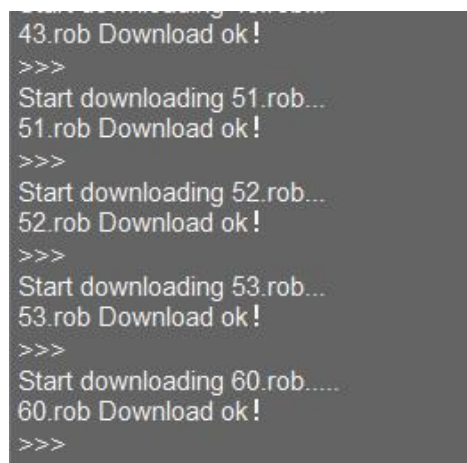 43.rob Download ok!
>>>
Start downloading 51.rob...
51.rob Download ok!
>>>
Start downloading 52.rob...
52.rob Download ok!
>>>
Start downloading 53.rob...
53.rob Download ok!
>>>
Start downloading 60.rob.....
60.rob Download ok!
>>>